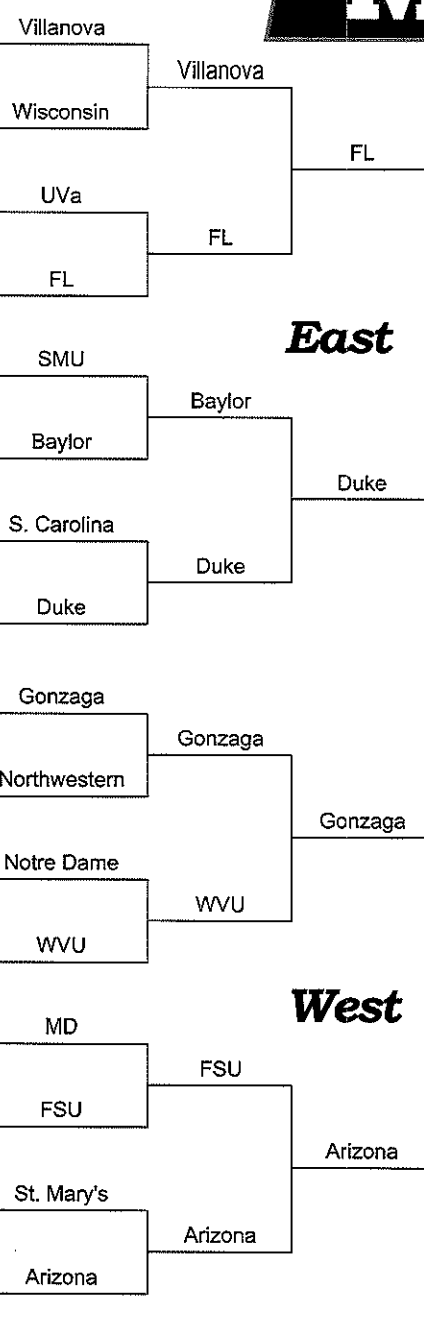 Villanova
Villanova
Wisconsin
FL
UVa
FL
FL
East
SMU
Baylor
Baylor
Duke
S. Carolina
Duke
Duke
Gonzaga
Gonzaga
Northwestern
Gonzaga
Notre Dame
WVU
WVU
West
MD
FSU
FSU
Arizona
St. Mary's
Arizona
Arizona